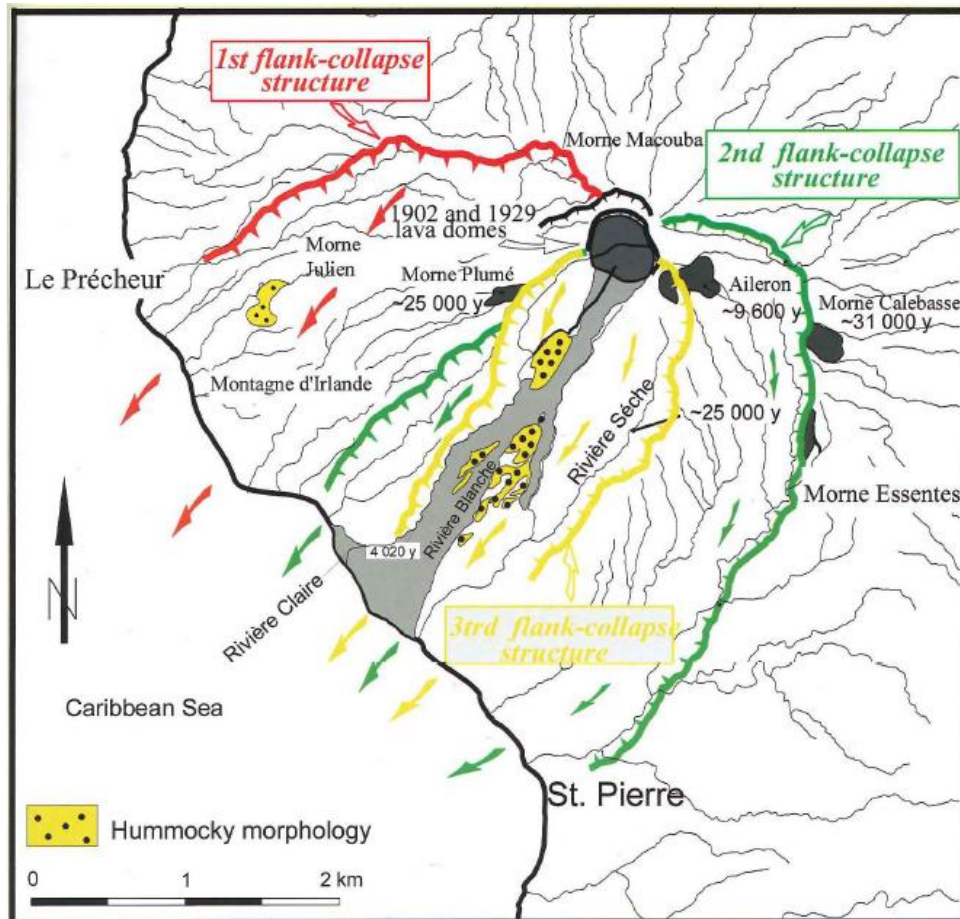 1st flank-collapse
structure
Morne Macouba
2nd flank-collapse
structure
1902 and 1929
lava domes
Morne
Julien
Le Précheur
Morne Plumé
~25 000 y
Aileron
~9 600 y
Morne Calebasse
~31 000 y
Montagne d'Irlande
Rivière Sèche
~25 000 y
Rivière Blanche
Morne Essentes
4 020 y
Rivière Claire
3trd flank-collapse
structure
N
Caribbean Sea
St. Pierre
Hummocky morphology
0 1 2 km